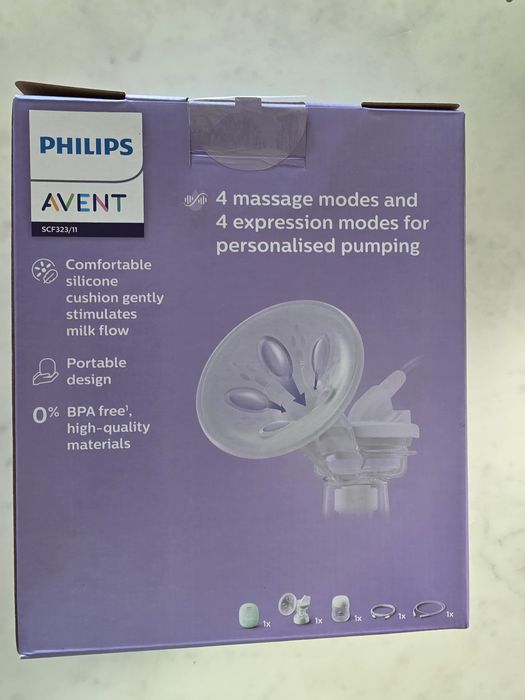 PHILIPS
AVENT
SCF323/11
4 massage modes and
4 expression modes for
personalised pumping
Comfortable
silicone
cushion gently
stimulates
milk flow
Portable
design
0% BPA free¹,
high-quality
materials
1x
1x
1x
1x
1x